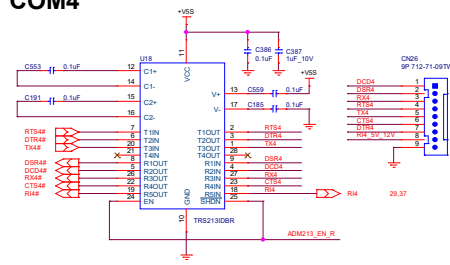 COM4
+V5S
C386
0.1uF
C387
1uF_10V
+V5S
U18
C553 0.1uF
12 C1+
14 C1-
C191 0.1uF
15 C2+
16 C2-
11 VCC
V+ 13 C559 0.1uF
V- 17 C185 0.1uF
RTS4# 7 T1IN T1OUT 2 RTS4
DTR4# 6 T2IN T2OUT 3 DTR4
TX4# 20 T3IN T3OUT 1 TX4
21 T4IN T4OUT 28
DSR4# 8 R1OUT R1IN 9 DSR4
DCD4# 5 R2OUT R2IN 4 DCD4
RX4# 26 R3OUT R3IN 27 RX4
CTS4# 22 R4OUT R4IN 23 CTS4
RI4# 19 R5OUT R5IN 18 RI4
24 EN SHDN 25
GND 10
TRS213IDBR
RI4 29,37
ADM213_EN_R
CN26
9P 712-71-09TW
DCD4 1
DSR4 2
RX4 3
RTS4 4
TX4 5
CTS4 6
DTR4 7
RI4_5V_12V 8
9